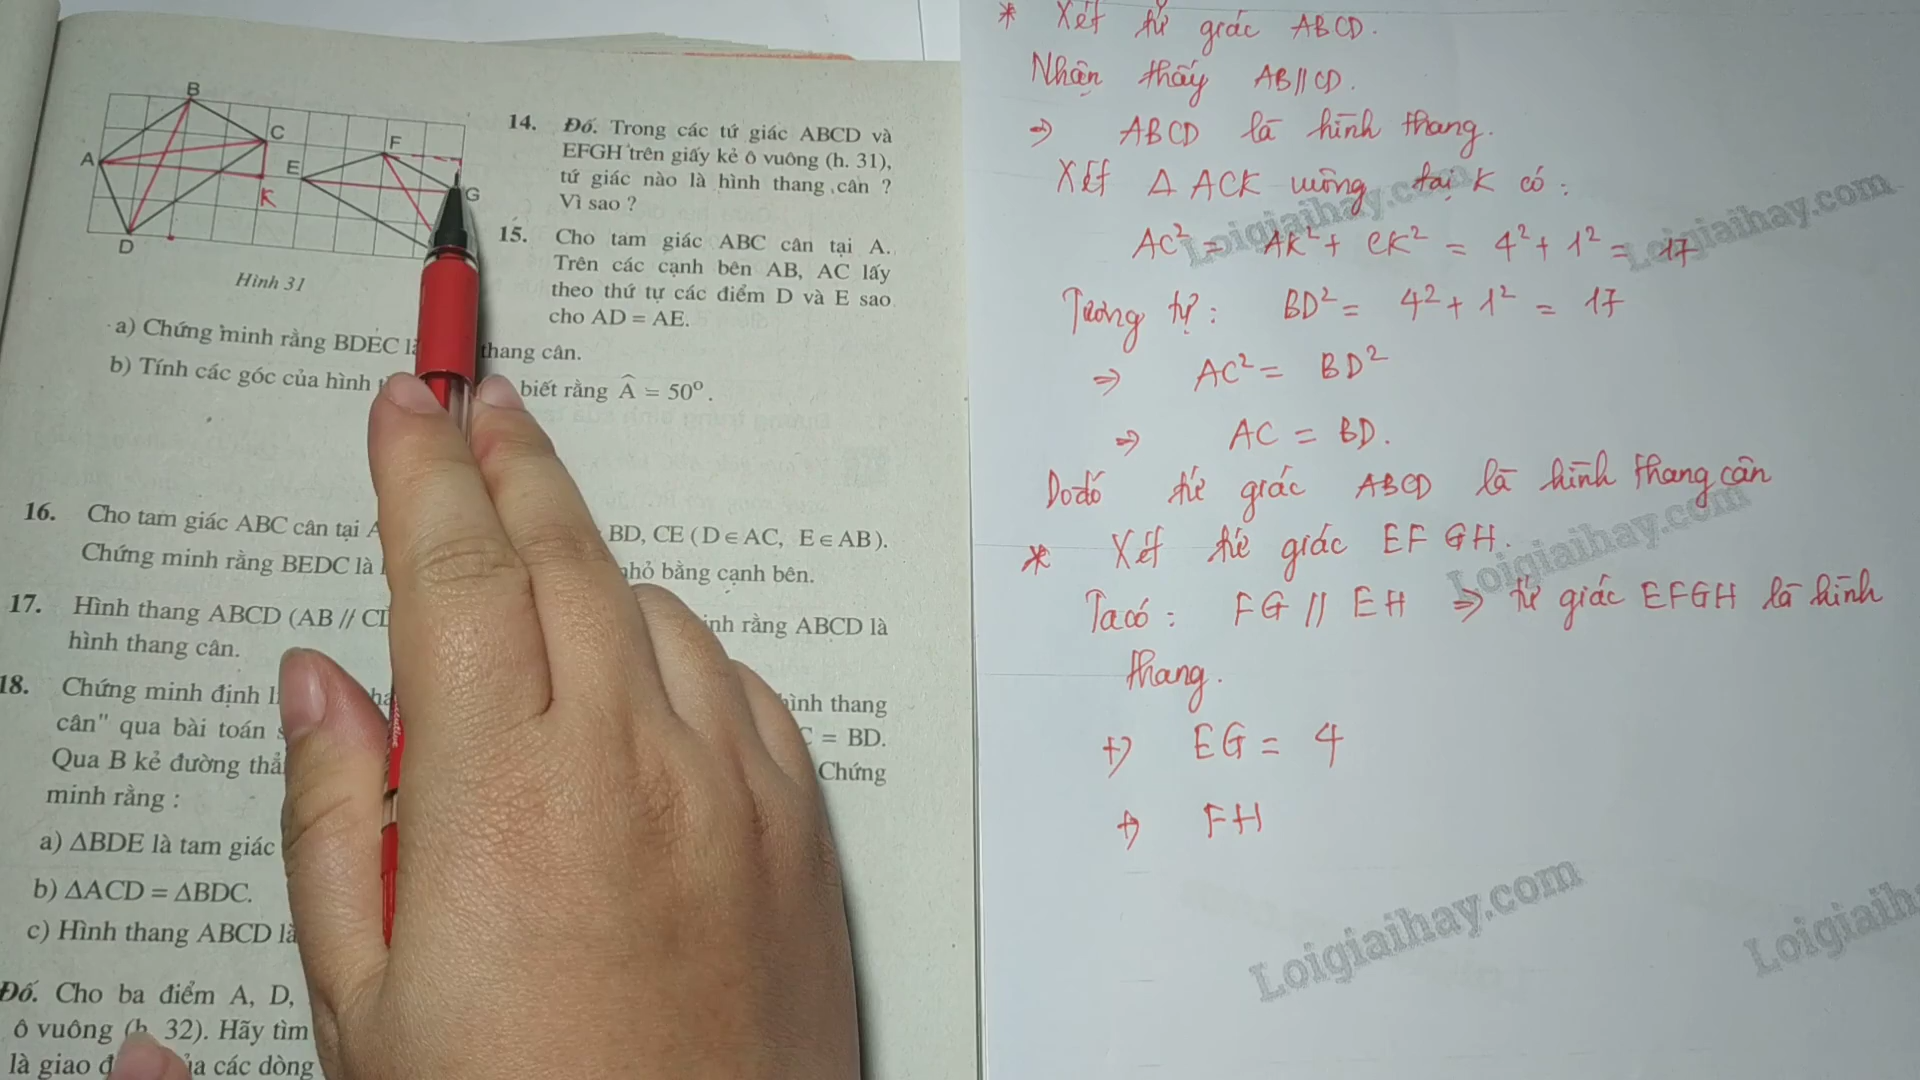 B
C
A
E
F
G
K
D
Hình 31
14. Đố. Trong các tứ giác ABCD và
EFGH trên giấy kẻ ô vuông (h. 31),
tứ giác nào là hình thang cân ?
Vì sao ?
15. Cho tam giác ABC cân tại A.
Trên các cạnh bên AB, AC lấy
theo thứ tự các điểm D và E sao
cho AD = AE.
a) Chứng minh rằng BDEC là thang cân.
b) Tính các góc của hình biết rằng Â = 50°.
16. Cho tam giác ABC cân tại A BD, CE (D ∈ AC, E ∈ AB).
Chứng minh rằng BEDC là nhỏ bằng cạnh bên.
17. Hình thang ABCD (AB // CD rằng ABCD là
hình thang cân.
18. Chứng minh định hình thang
cân" qua bài toán = BD.
Qua B kẻ đường Chứng
minh rằng :
a) ΔBDE là tam giác
b) ΔACD = ΔBDC.
c) Hình thang ABCD là
Đố. Cho ba điểm A, D,
ô vuông (h. 32). Hãy tìm
là giao của các dòng
* Xét tứ giác ABCD.
Nhận thấy AB // CD.
⇒ ABCD là hình thang.
Xét Δ ACK vuông tại K có :
AC² = AK² + CK² = 4² + 1² = 17
Tương tự : BD² = 4² + 1² = 17
⇒ AC² = BD²
⇒ AC = BD.
Do đó tứ giác ABCD là hình thang cân
* Xét tứ giác EFGH.
Ta có : FG // EH ⇒ tứ giác EFGH là hình
thang.
+) EG = 4
+) FH
Loigiaihay.com
Loigiaihay.com
Loigiaihay.com
Loigiaihay.com